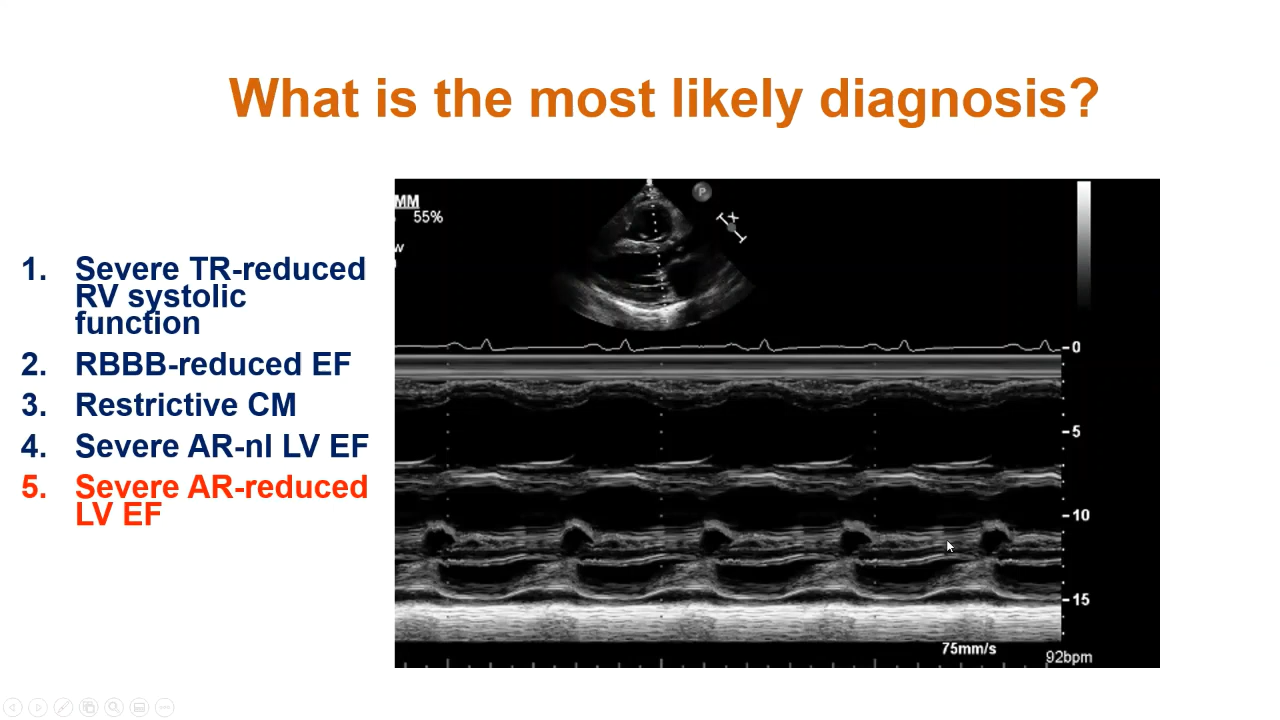 What is the most likely diagnosis?
1. Severe TR-reduced
RV systolic
function
2. RBBB-reduced EF
3. Restrictive CM
4. Severe AR-nl LV EF
5. Severe AR-reduced
LV EF
MM
55%
P
0
5
10
15
75mm/s
92bpm